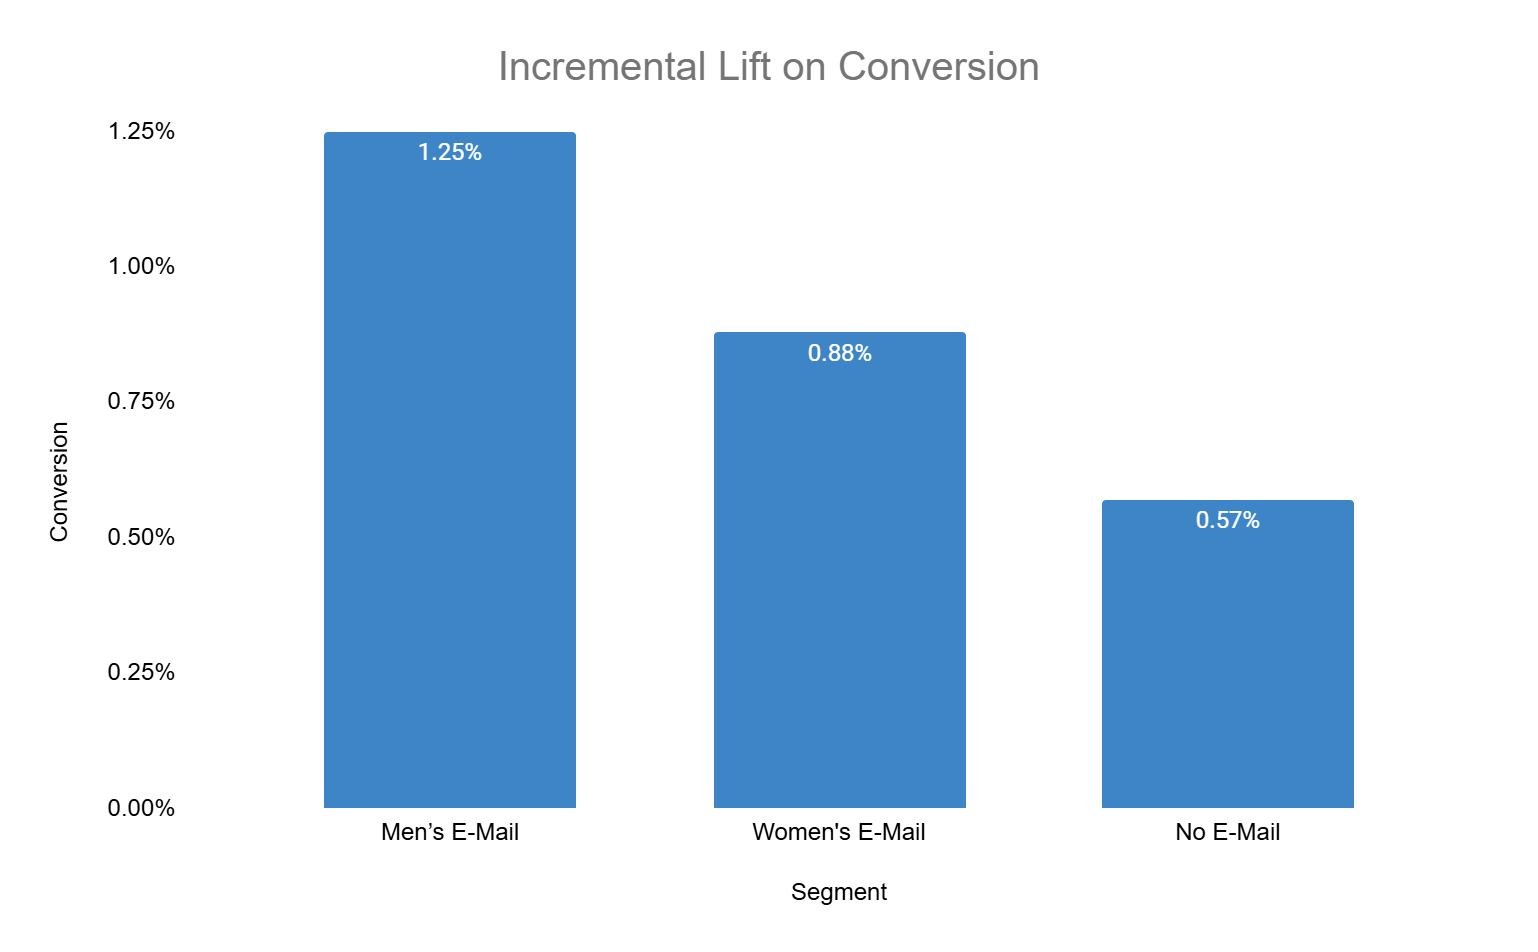 Incremental Lift on Conversion
1.25%
1.00%
0.75%
0.50%
0.25%
0.00%
Conversion
1.25%
0.88%
0.57%
Men’s E-Mail
Women's E-Mail
No E-Mail
Segment